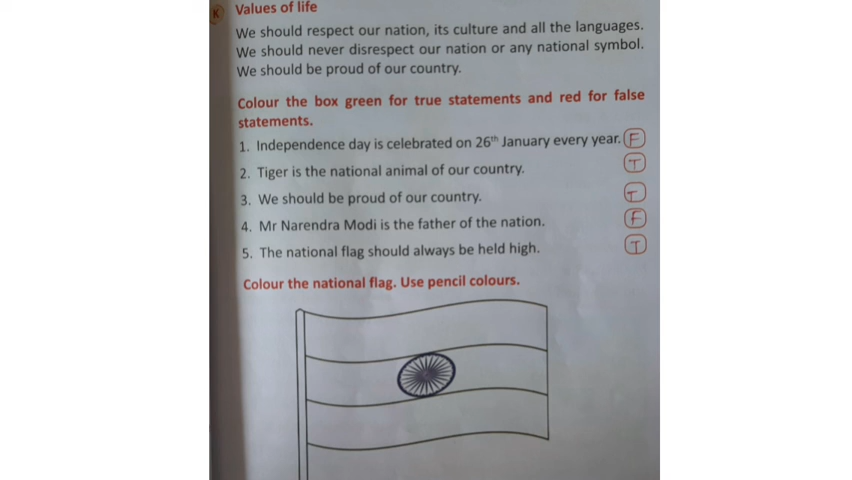 K Values of life
We should respect our nation, its culture and all the languages.
We should never disrespect our nation or any national symbol.
We should be proud of our country.
Colour the box green for true statements and red for false
statements.
1. Independence day is celebrated on 26th January every year. F
2. Tiger is the national animal of our country. T
3. We should be proud of our country. T
4. Mr Narendra Modi is the father of the nation. F
5. The national flag should always be held high. T
Colour the national flag. Use pencil colours.